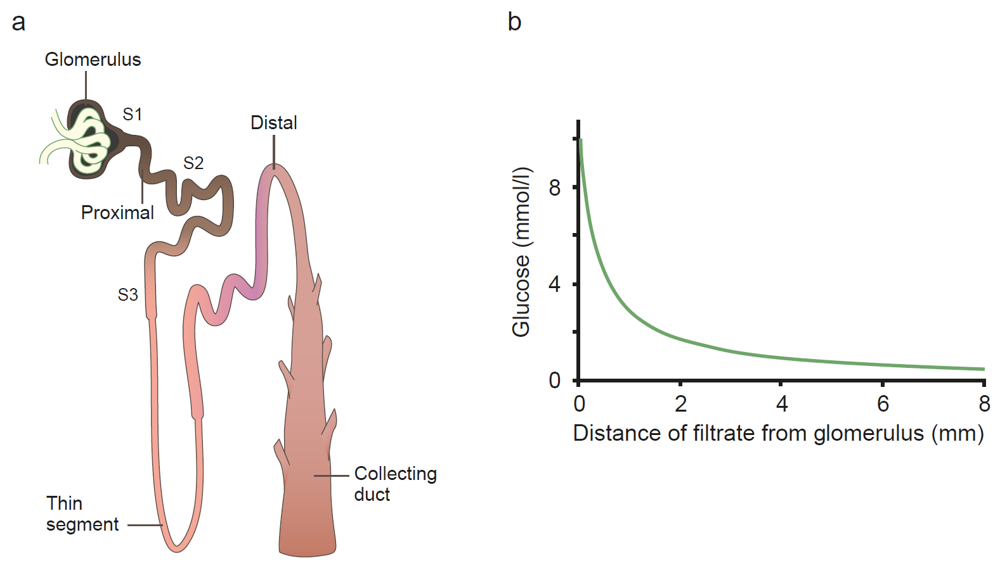 a
Glomerulus
S1
S2
Distal
Proximal
S3
Thin
segment
Collecting
duct
b
Glucose (mmol/l)
8
4
0
0 2 4 6 8
Distance of filtrate from glomerulus (mm)